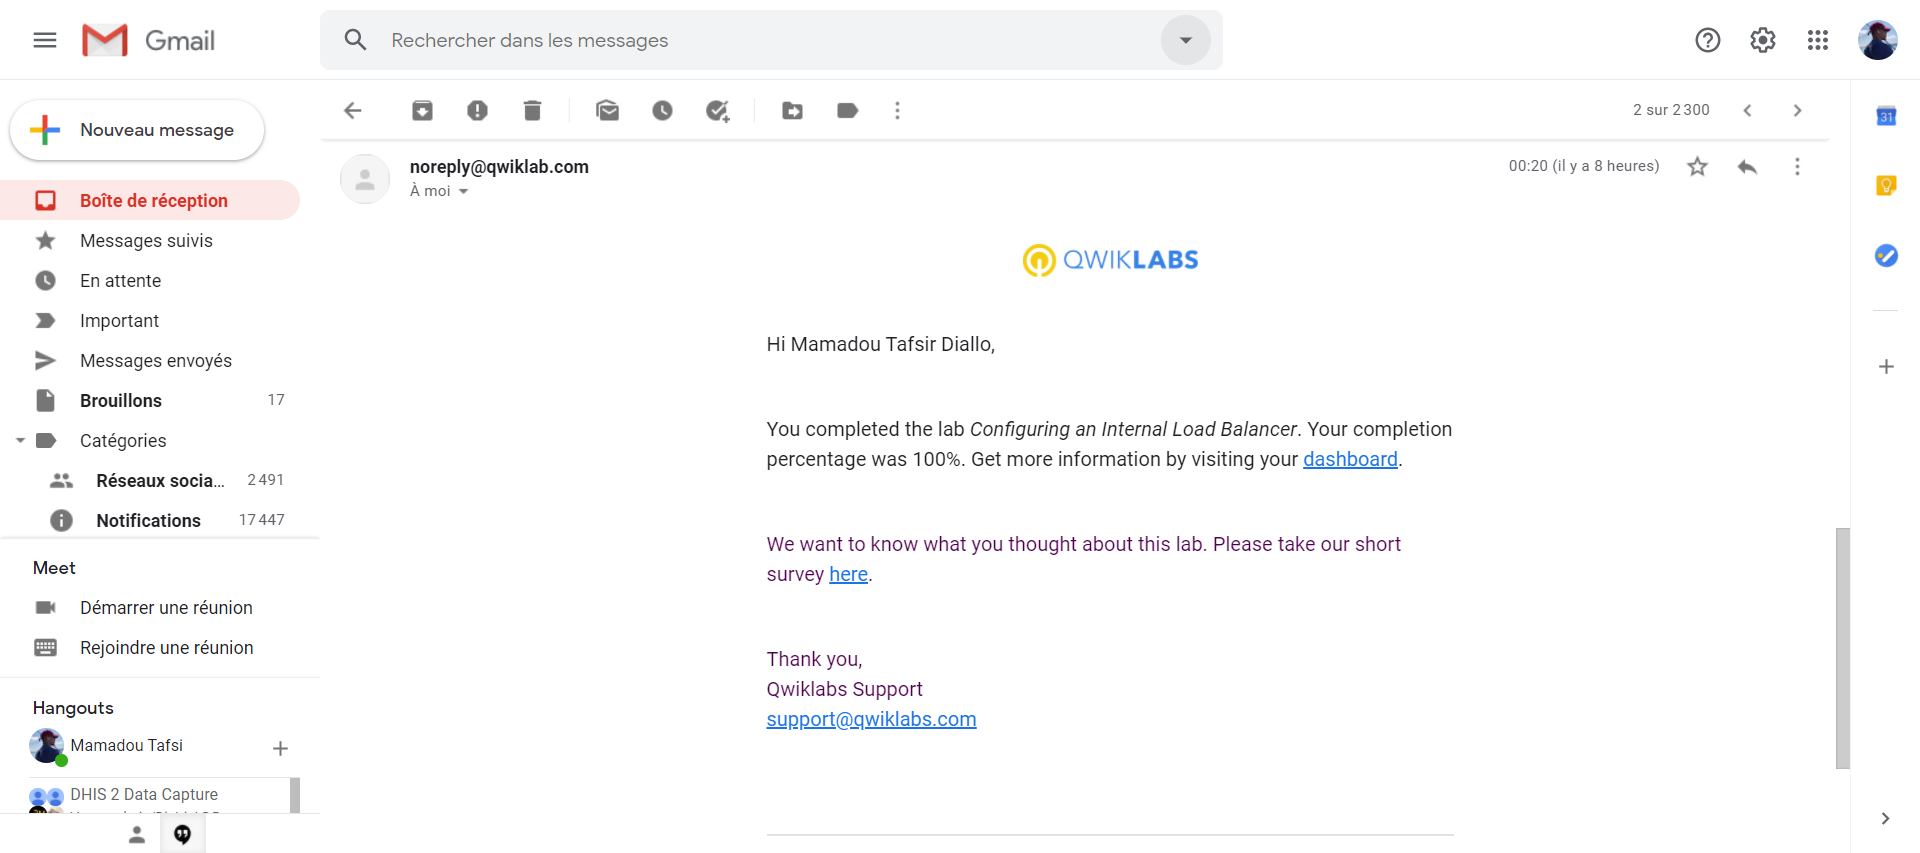 Gmail
Rechercher dans les messages
Nouveau message
2 sur 2 300
Boîte de réception
Messages suivis
En attente
Important
Messages envoyés
Brouillons 17
Catégories
Réseaux socia... 2 491
Notifications 17 447
Meet
Démarrer une réunion
Rejoindre une réunion
Hangouts
Mamadou Tafsi
DHIS 2 Data Capture
noreply@qwiklab.com
À moi
00:20 (il y a 8 heures)
QWIKLABS
Hi Mamadou Tafsir Diallo,
You completed the lab Configuring an Internal Load Balancer. Your completion
percentage was 100%. Get more information by visiting your dashboard.
We want to know what you thought about this lab. Please take our short
survey here.
Thank you,
Qwiklabs Support
support@qwiklabs.com
31